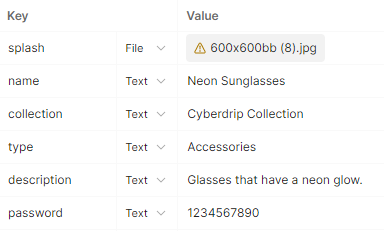 Key Value
splash File 600x600bb (8).jpg
name Text Neon Sunglasses
collection Text Cyberdrip Collection
type Text Accessories
description Text Glasses that have a neon glow.
password Text 1234567890